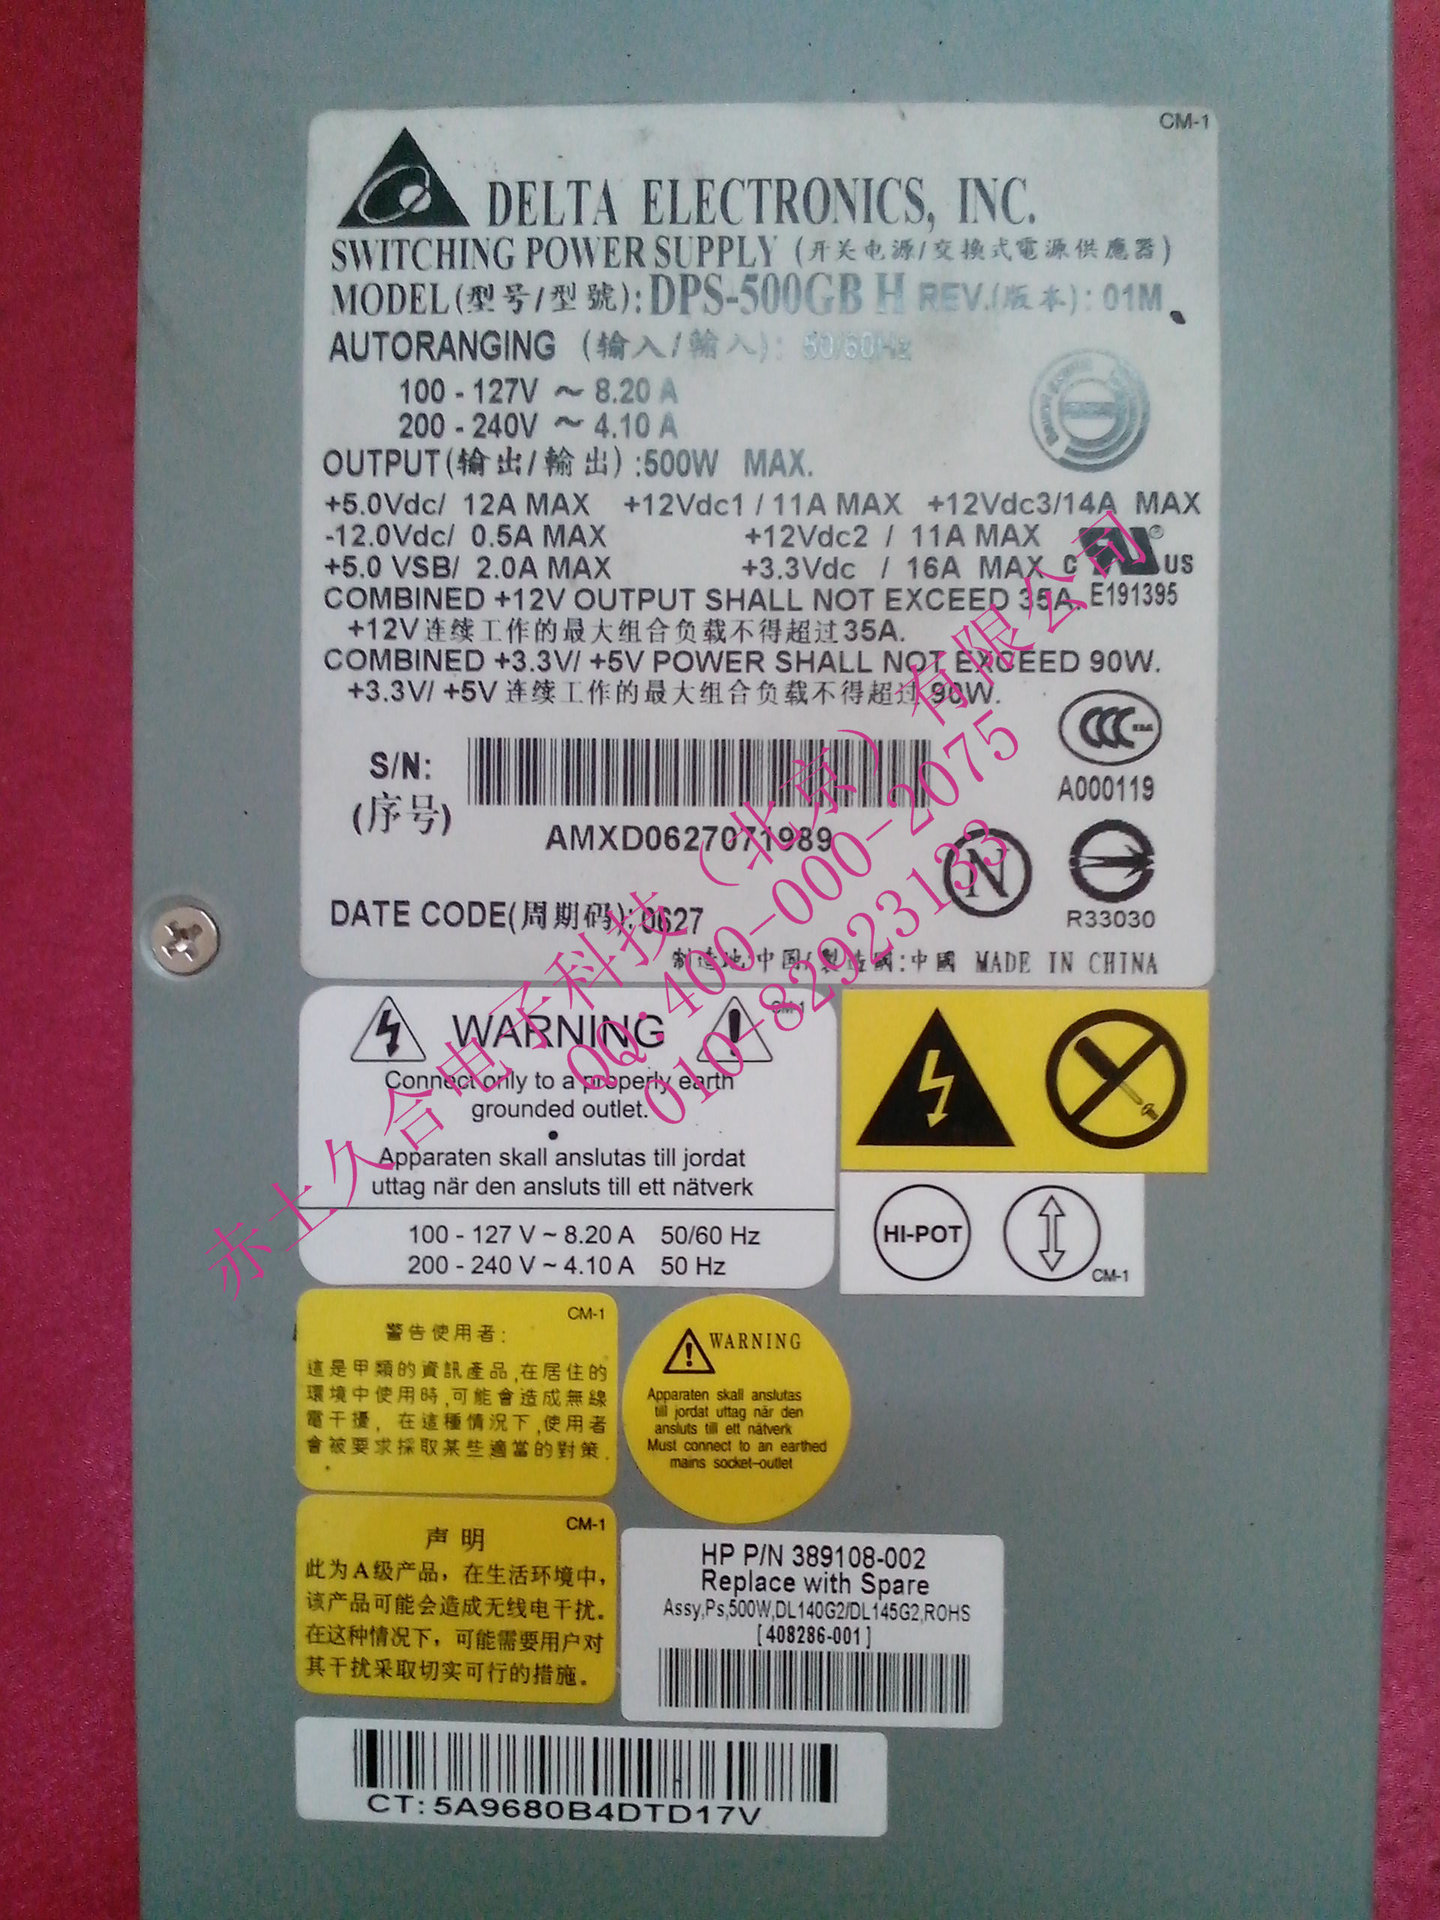 CM-1
DELTA ELECTRONICS, INC.
SWITCHING POWER SUPPLY (开关电源/交換式電源供應器)
MODEL(型号/型號): DPS-500GB H REV.(版本): 01M
AUTORANGING (输入/輸入): 50/60Hz
100 - 127V ~ 8.20 A
200 - 240V ~ 4.10 A
OUTPUT(输出/輸出) :500W MAX.
+5.0Vdc/ 12A MAX +12Vdc1 / 11A MAX +12Vdc3/14A MAX
-12.0Vdc/ 0.5A MAX +12Vdc2 / 11A MAX
+5.0 VSB/ 2.0A MAX +3.3Vdc / 16A MAX
C US ®
COMBINED +12V OUTPUT SHALL NOT EXCEED 35A. E191395
+12V连续工作的最大组合负载不得超过35A.
COMBINED +3.3V/ +5V POWER SHALL NOT EXCEED 90W.
+3.3V/ +5V连续工作的最大组合负载不得超过90W.
CCC
A000119
S/N:
(序号)
AMXD0627071989
N
R33030
DATE CODE(周期码): 0627
制造地:中国/製造國:中國 MADE IN CHINA
赤土久合电子科技（北京）有限公司
QQ:400-000-2075
010-82923133
WARNING CM-1
Connect only to a properly earth
grounded outlet.
Apparaten skall anslutas till jordat
uttag när den ansluts till ett nätverk
100 - 127 V ~ 8.20 A 50/60 Hz
200 - 240 V ~ 4.10 A 50 Hz
HI-POT
CM-1
CM-1
警告使用者:
這是甲類的資訊產品,在居住的
環境中使用時,可能會造成無線
電干擾, 在這種情況下,使用者
會被要求採取某些適當的對策.
WARNING
Apparaten skall anslutas
till jordat uttag när den
ansluts till ett nätverk
Must connect to an earthed
mains socket-outlet
CM-1
声 明
此为A级产品，在生活环境中，
该产品可能会造成无线电干扰。
在这种情况下，可能需要用户对
其干扰采取切实可行的措施。
HP P/N 389108-002
Replace with Spare
Assy,Ps,500W,DL140G2/DL145G2,ROHS
[408286-001]
CT: 5A9680B4DTD17V